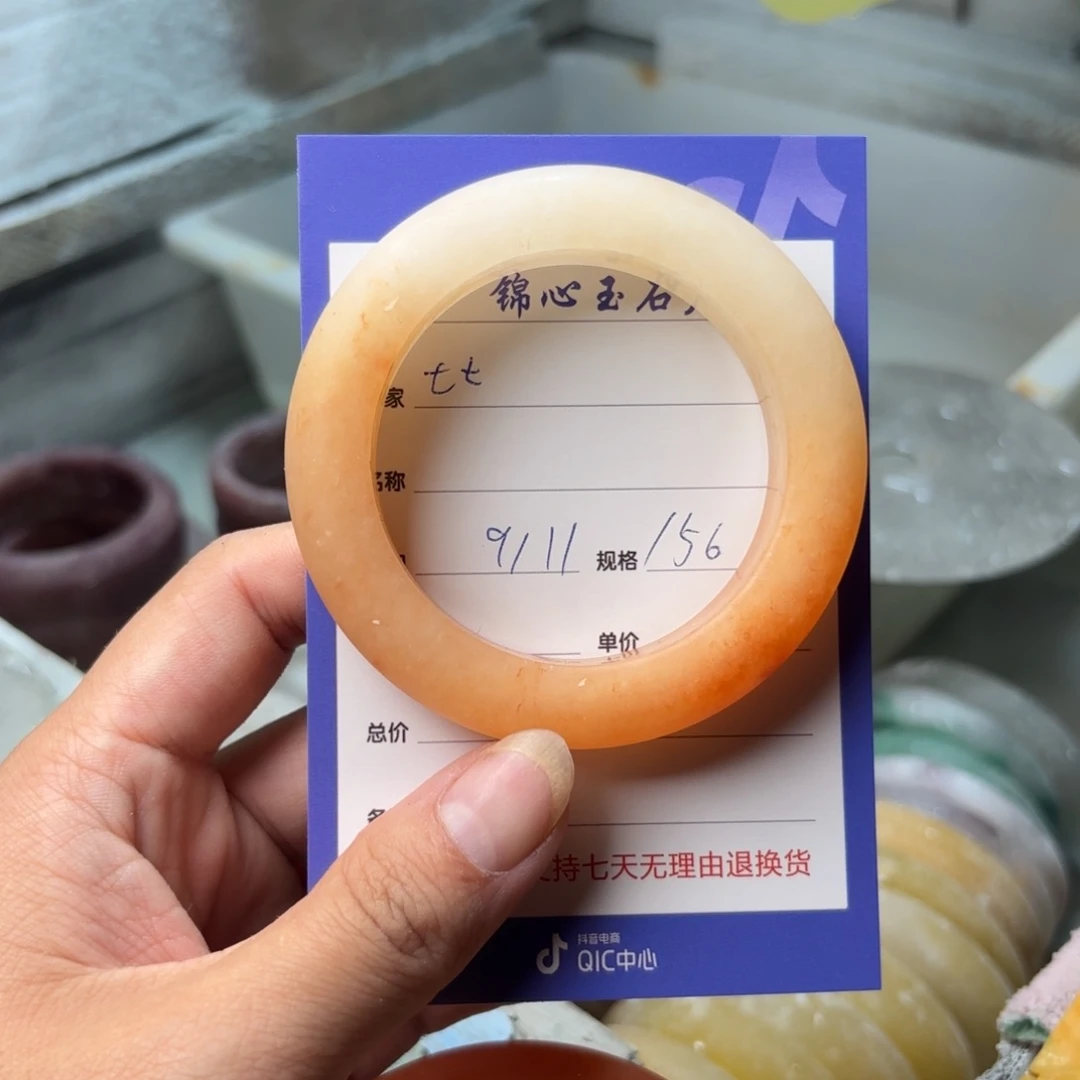 锦心玉石
家 七七
名称
9/11 规格 156
单价
总价
持七天无理由退换货
抖音电商
QIC中心